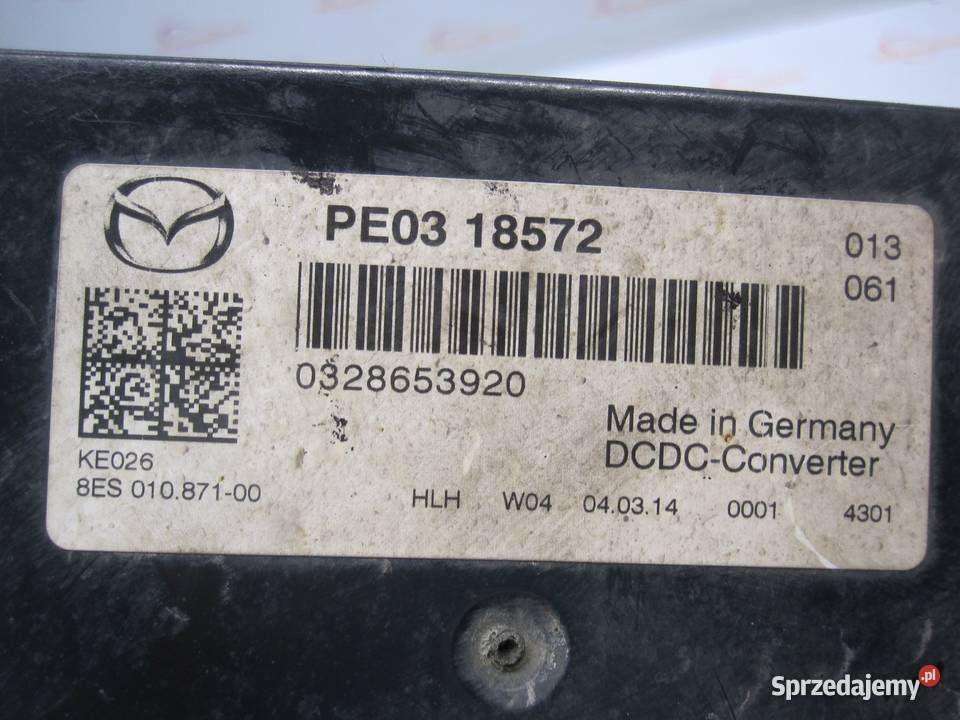 PE03 18572
013
061
0328653920
Made in Germany
DCDC-Converter
KE026
8ES 010.871-00
HLH W04 04.03.14 0001 4301
Sprzedajemy.pl